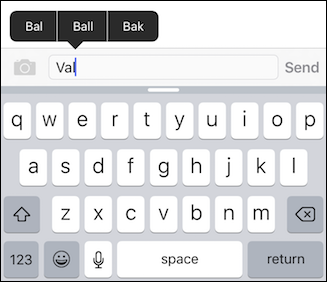 Bal Ball Bak
Val Send
q w e r t y u i o p
a s d f g h j k l
z x c v b n m
123 space return